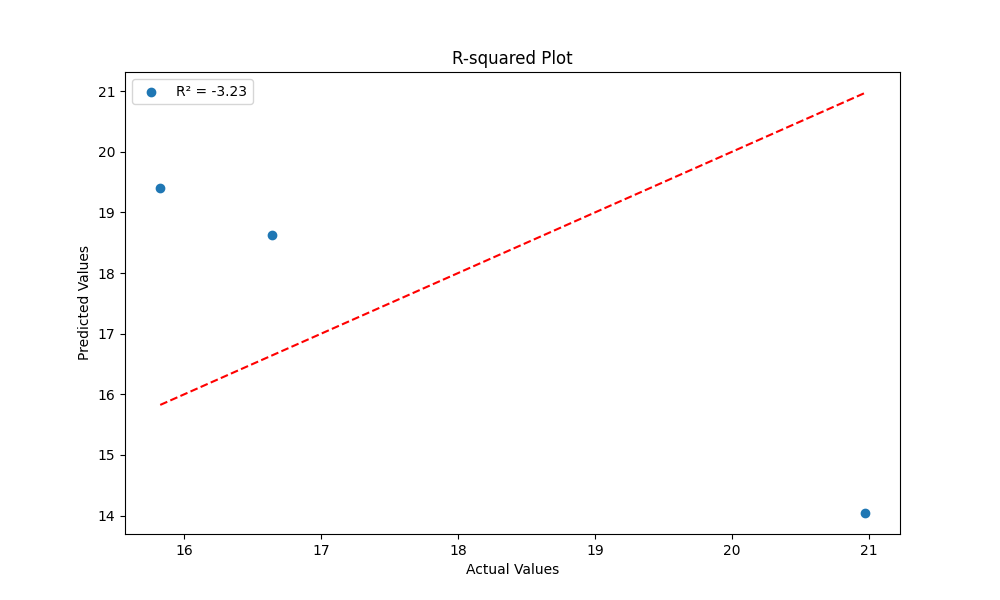 R-squared Plot
R² = -3.23
21
20
19
18
17
16
15
14
Predicted Values
16 17 18 19 20 21
Actual Values